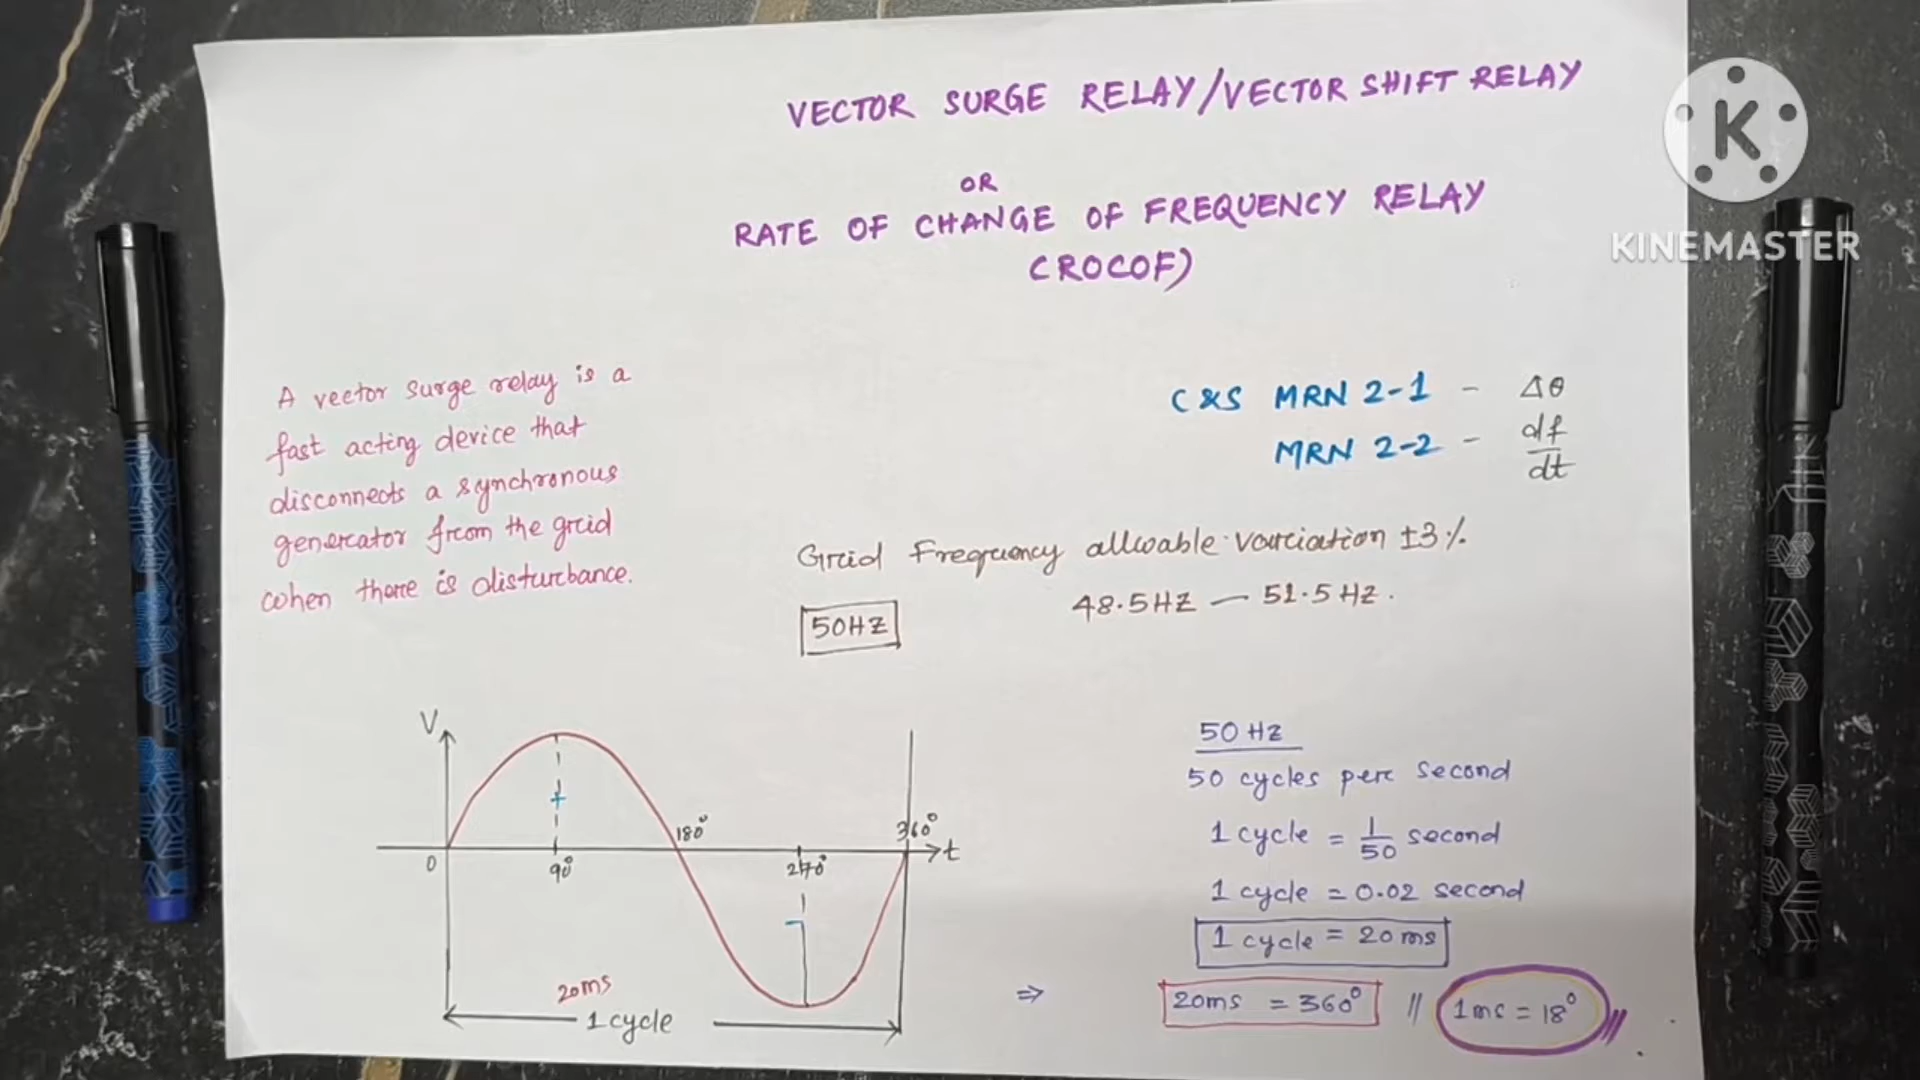 VECTOR SURGE RELAY/VECTOR SHIFT RELAY
OR
RATE OF CHANGE OF FREQUENCY RELAY
(ROCOF)
K
KINEMASTER
A vector surge relay is a
fast acting device that
disconnects a synchronous
generator from the grid
when there is disturbance.
C&S MRN 2-1 - Δθ
MRN 2-2 - df/dt
Grid Frequency allwable variation ±3%
50HZ
48.5HZ — 51.5HZ.
V
0
90°
180°
270°
360°
t
20ms
1 cycle
50 HZ
50 cycles per second
1 cycle = 1/50 second
1 cycle = 0.02 second
1 cycle = 20ms
⇒ 20ms = 360° // 1ms = 18°